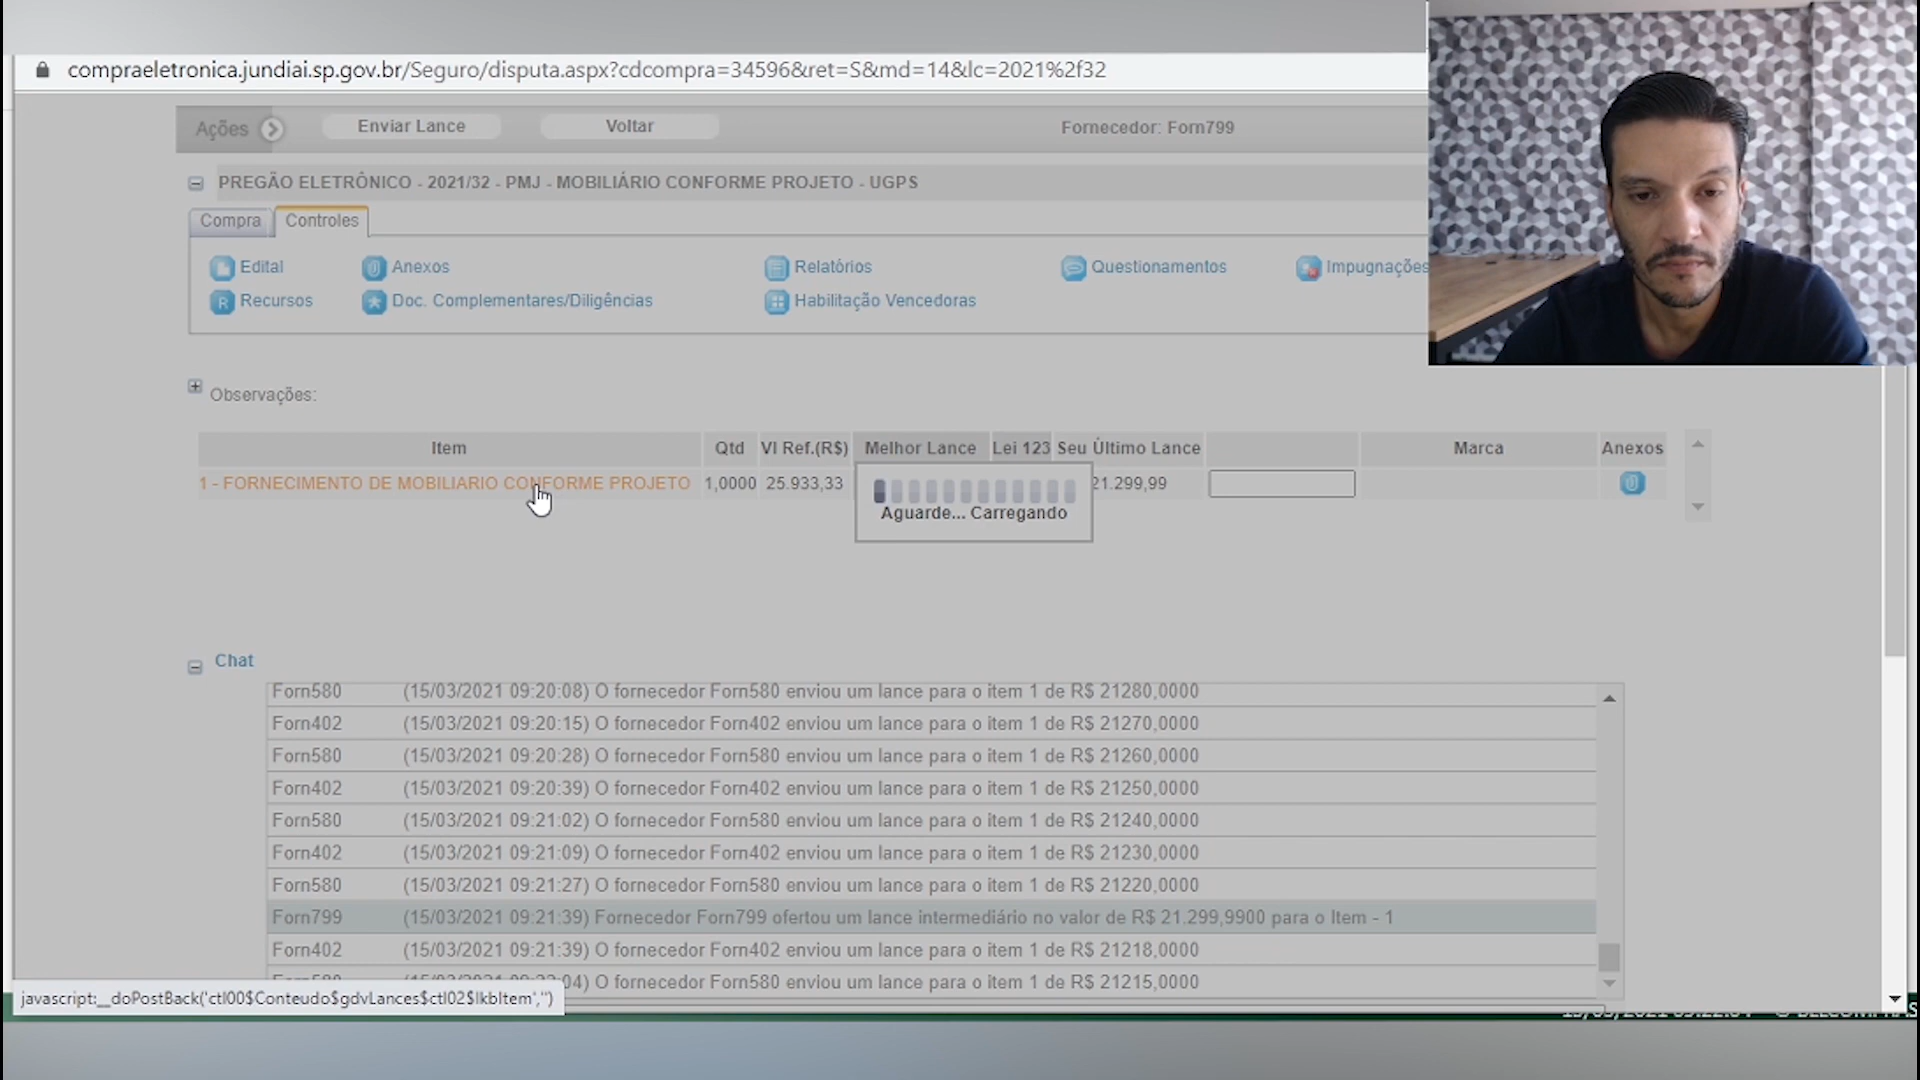 compraeletronica.jundiai.sp.gov.br/Seguro/disputa.aspx?cdcompra=34596&ret=S&md=14&lc=2021%2f32
Ações Enviar Lance Voltar Fornecedor: Forn799
PREGÃO ELETRÔNICO - 2021/32 - PMJ - MOBILIÁRIO CONFORME PROJETO - UGPS
Compra Controles
Edital Anexos Relatórios Questionamentos Impugnações
Recursos Doc. Complementares/Diligências Habilitação Vencedoras
Observações:
Item Qtd Vl Ref.(R$) Melhor Lance Lei 123 Seu Último Lance Marca Anexos
1 - FORNECIMENTO DE MOBILIARIO CONFORME PROJETO 1,0000 25.933,33 21.299,99
Aguarde... Carregando
Chat
Forn580 (15/03/2021 09:20:08) O fornecedor Forn580 enviou um lance para o item 1 de R$ 21280,0000
Forn402 (15/03/2021 09:20:15) O fornecedor Forn402 enviou um lance para o item 1 de R$ 21270,0000
Forn580 (15/03/2021 09:20:28) O fornecedor Forn580 enviou um lance para o item 1 de R$ 21260,0000
Forn402 (15/03/2021 09:20:39) O fornecedor Forn402 enviou um lance para o item 1 de R$ 21250,0000
Forn580 (15/03/2021 09:21:02) O fornecedor Forn580 enviou um lance para o item 1 de R$ 21240,0000
Forn402 (15/03/2021 09:21:09) O fornecedor Forn402 enviou um lance para o item 1 de R$ 21230,0000
Forn580 (15/03/2021 09:21:27) O fornecedor Forn580 enviou um lance para o item 1 de R$ 21220,0000
Forn799 (15/03/2021 09:21:39) Fornecedor Forn799 ofertou um lance intermediário no valor de R$ 21.299,9900 para o Item - 1
Forn402 (15/03/2021 09:21:39) O fornecedor Forn402 enviou um lance para o item 1 de R$ 21218,0000
04) O fornecedor Forn580 enviou um lance para o item 1 de R$ 21215,0000
javascript:__doPostBack('ctl00$Conteudo$gdvLances$ctl02$lkbItem','')